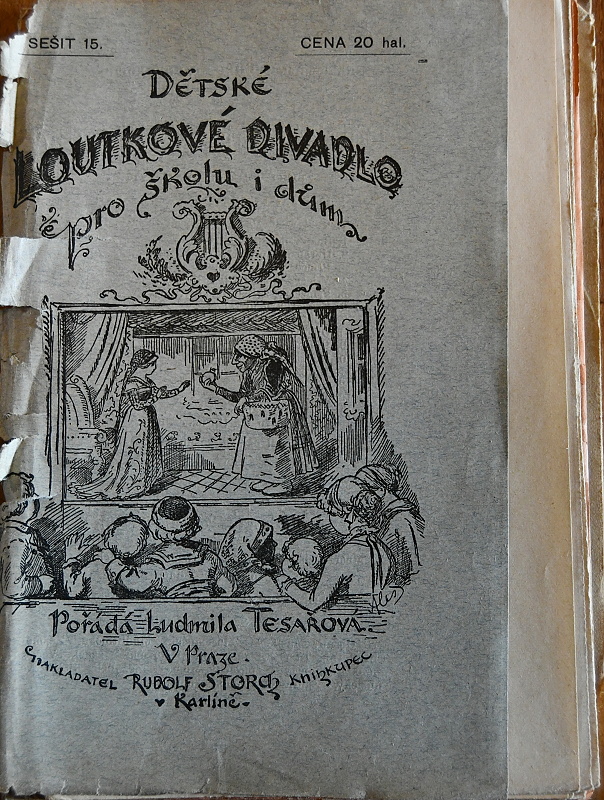 SEŠIT 15.
CENA 20 hal.
Dětské
LOUTKOVÉ DIVADLO
pro školu i dům
Pořádá Ludmila TESAŘOVÁ.
V Praze.
NAKLADATEL RUDOLF STORCH KNIHKUPEC
v Karlíně.